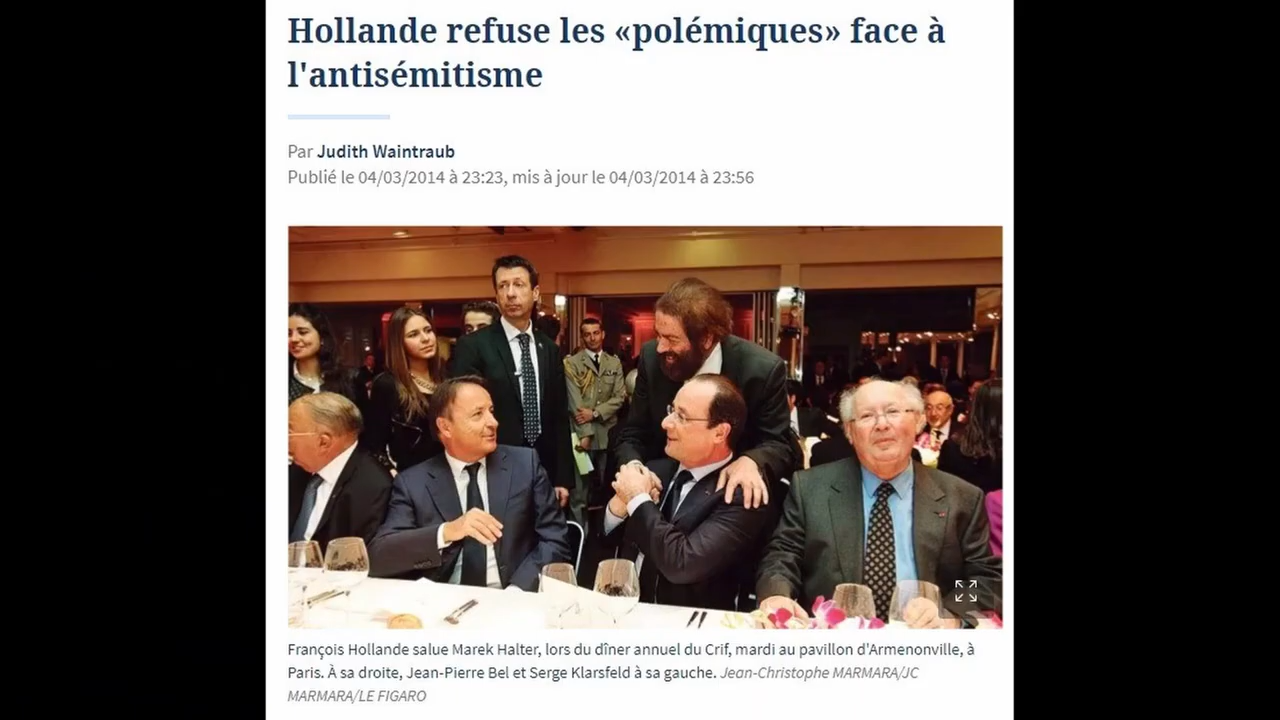 Hollande refuse les «polémiques» face à
l'antisémitisme
Par Judith Waintraub
Publié le 04/03/2014 à 23:23, mis à jour le 04/03/2014 à 23:56
François Hollande salue Marek Halter, lors du dîner annuel du Crif, mardi au pavillon d'Armenonville, à
Paris. À sa droite, Jean-Pierre Bel et Serge Klarsfeld à sa gauche. Jean-Christophe MARMARA/JC
MARMARA/LE FIGARO